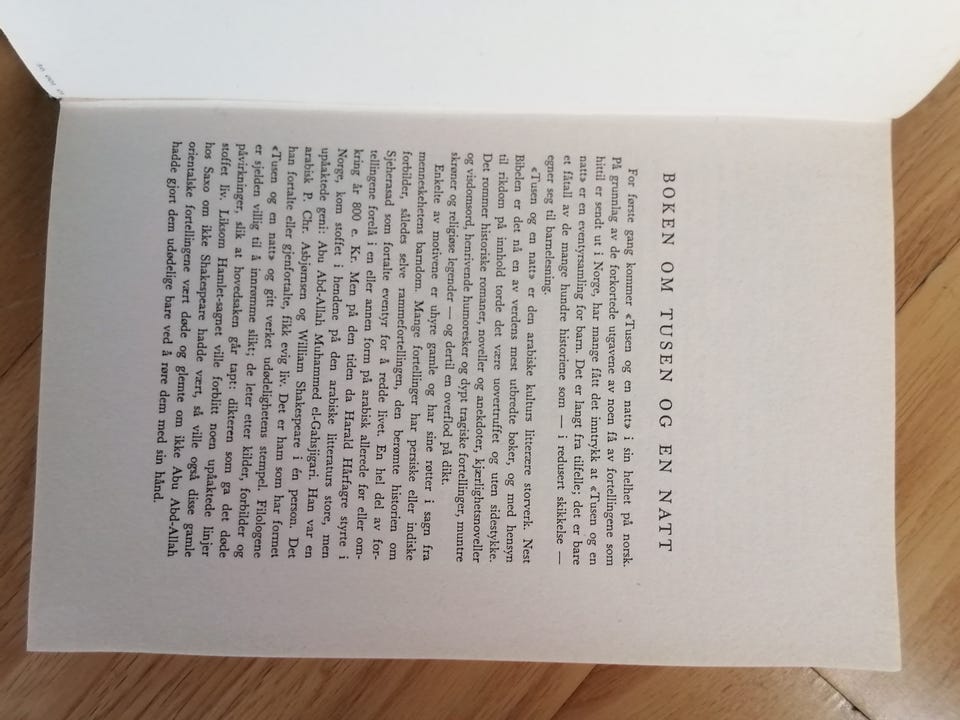 BOKEN OM TUSEN OG EN NATT
For første gang kommer «Tusen og en natt» i sin helhet på norsk.
På grunnlag av de forkortede utgavene av noen få av fortellingene som
hittil er sendt ut i Norge, har mange fått det inntrykk at «Tusen og en
natt» er en eventyrsamling for barn. Det er langt fra tilfelle; det er bare
et fåtall av de mange hundre historiene som — i redusert skikkelse —
egner seg til barnelesning.
«Tusen og en natt» er den arabiske kulturs litterære storverk. Nest
Bibelen er det nå en av verdens mest utbredte bøker, og med hensyn
til rikdom på innhold torde det være uovertruffet og uten sidestykke.
Det rommer historiske romaner, noveller og anekdoter, kjærlighetsnoveller
og visdomsord, henrivende humoresker og dypt tragiske fortellinger, muntre
skrøner og religiøse legender — og dertil en overflod på dikt.
Enkelte av motivene er uhyre gamle og har sine røtter i sagn fra
menneskehetens barndom. Mange fortellinger har persiske eller indiske
forbilder, således selve rammefortellingen, den berømte historien om
Sjeherasad som fortalte eventyr for å redde livet. En hel del av for-
tellingene forelå i en eller annen form på arabisk allerede før eller om-
kring år 800 e. Kr. Men på den tiden da Harald Hårfagre styrte i
Norge, kom stoffet i hendene på den arabiske litteraturs store, men
upåaktede geni: Abu Abd-Allah Muhammed el-Gahsjigari. Han var en
arabisk P. Chr. Asbjørnsen og William Shakespeare i én person. Det
han fortalte eller gjenfortalte, fikk evig liv. Det er ham som har formet
«Tusen og en natt» og gitt verket udødelighetens stempel. Filologene
er sjelden villig til å innrømme slikt; de leter etter kilder, forbilder og
påvirkninger, slik at hovedsaken går tapt: dikteren som ga det døde
stoffet liv. Liksom Hamlet-sagnet ville forblitt noen upåaktede linjer
hos Saxo om ikke Shakespeare hadde vært, så ville også disse gamle
orientalske fortellingene vært døde og glemte om ikke Abu Abd-Allah
hadde gjort dem udødelige bare ved å røre dem med sin hånd.